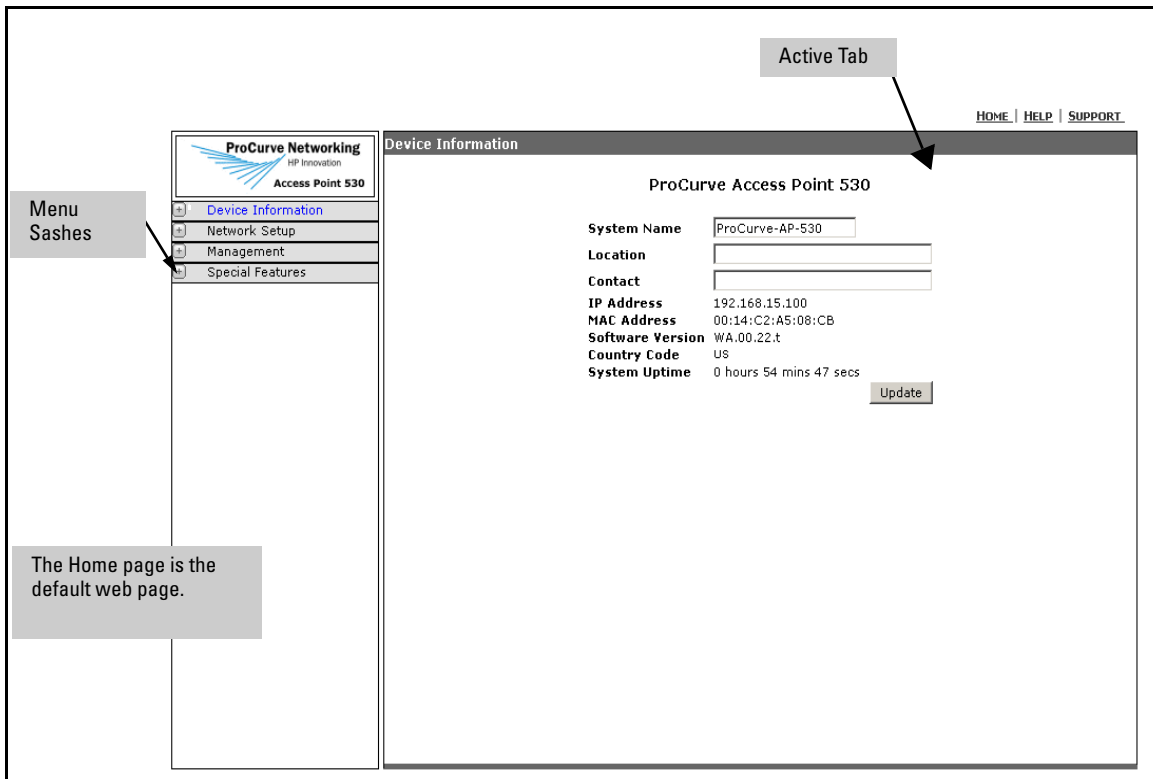 Active Tab
HOME | HELP | SUPPORT
ProCurve Networking
HP Innovation
Access Point 530
Device Information
ProCurve Access Point 530
Menu
Sashes
Device Information
Network Setup
Management
Special Features
System Name ProCurve-AP-530
Location
Contact
IP Address 192.168.15.100
MAC Address 00:14:C2:A5:08:CB
Software Version WA.00.22.t
Country Code US
System Uptime 0 hours 54 mins 47 secs
Update
The Home page is the
default web page.